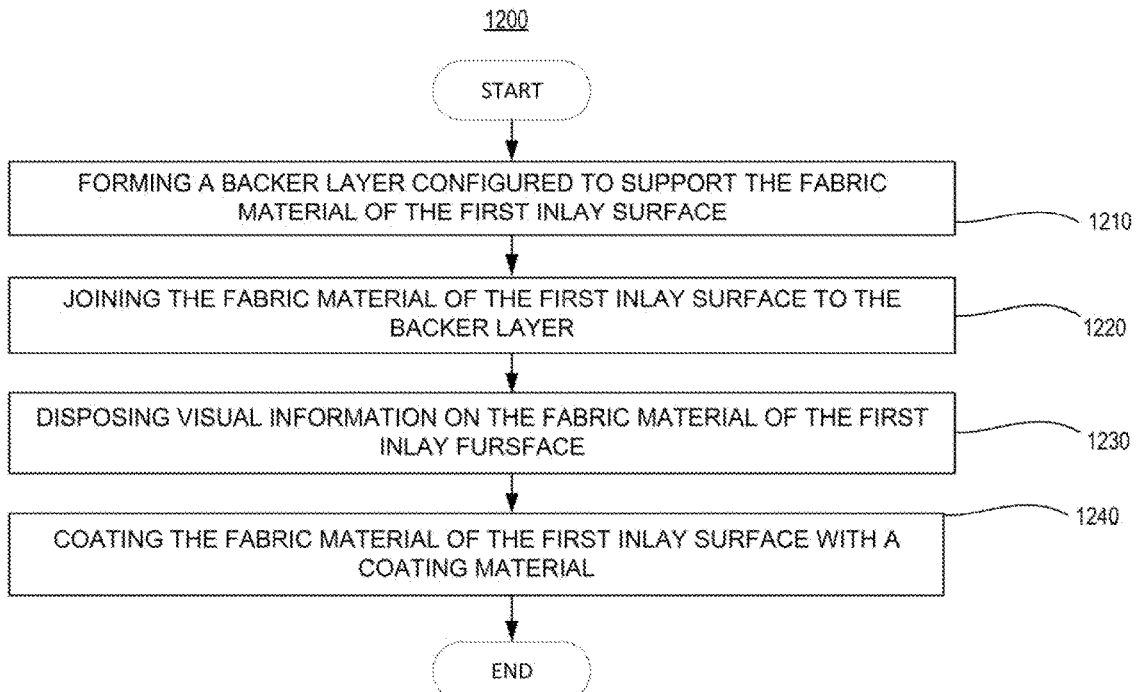 1200
START
FORMING A BACKER LAYER CONFIGURED TO SUPPORT THE FABRIC
MATERIAL OF THE FIRST INLAY SURFACE
1210
JOINING THE FABRIC MATERIAL OF THE FIRST INLAY SURFACE TO THE
BACKER LAYER
1220
DISPOSING VISUAL INFORMATION ON THE FABRIC MATERIAL OF THE FIRST
INLAY FURSFACE
1230
1240
COATING THE FABRIC MATERIAL OF THE FIRST INLAY SURFACE WITH A
COATING MATERIAL
END